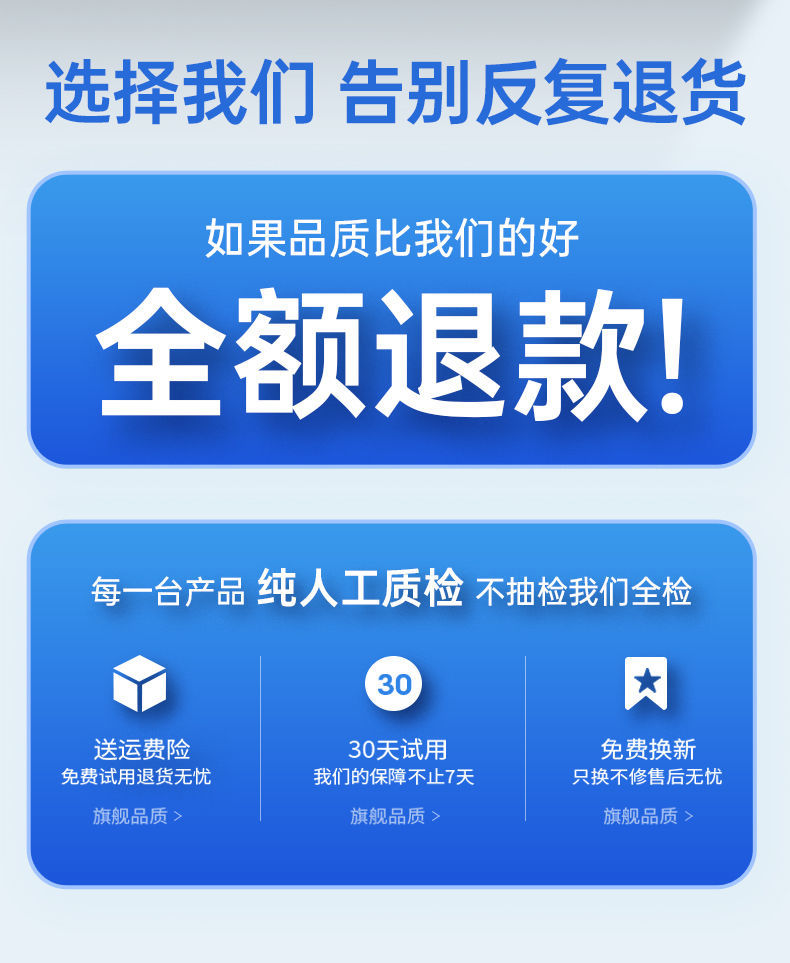 选择我们 告别反复退货
如果品质比我们的好
全额退款!
每一台产品 纯人工质检 不抽检我们全检
30
送运费险
免费试用退货无忧
旗舰品质 >
30天试用
我们的保障不止7天
旗舰品质 >
免费换新
只换不修售后无忧
旗舰品质 >